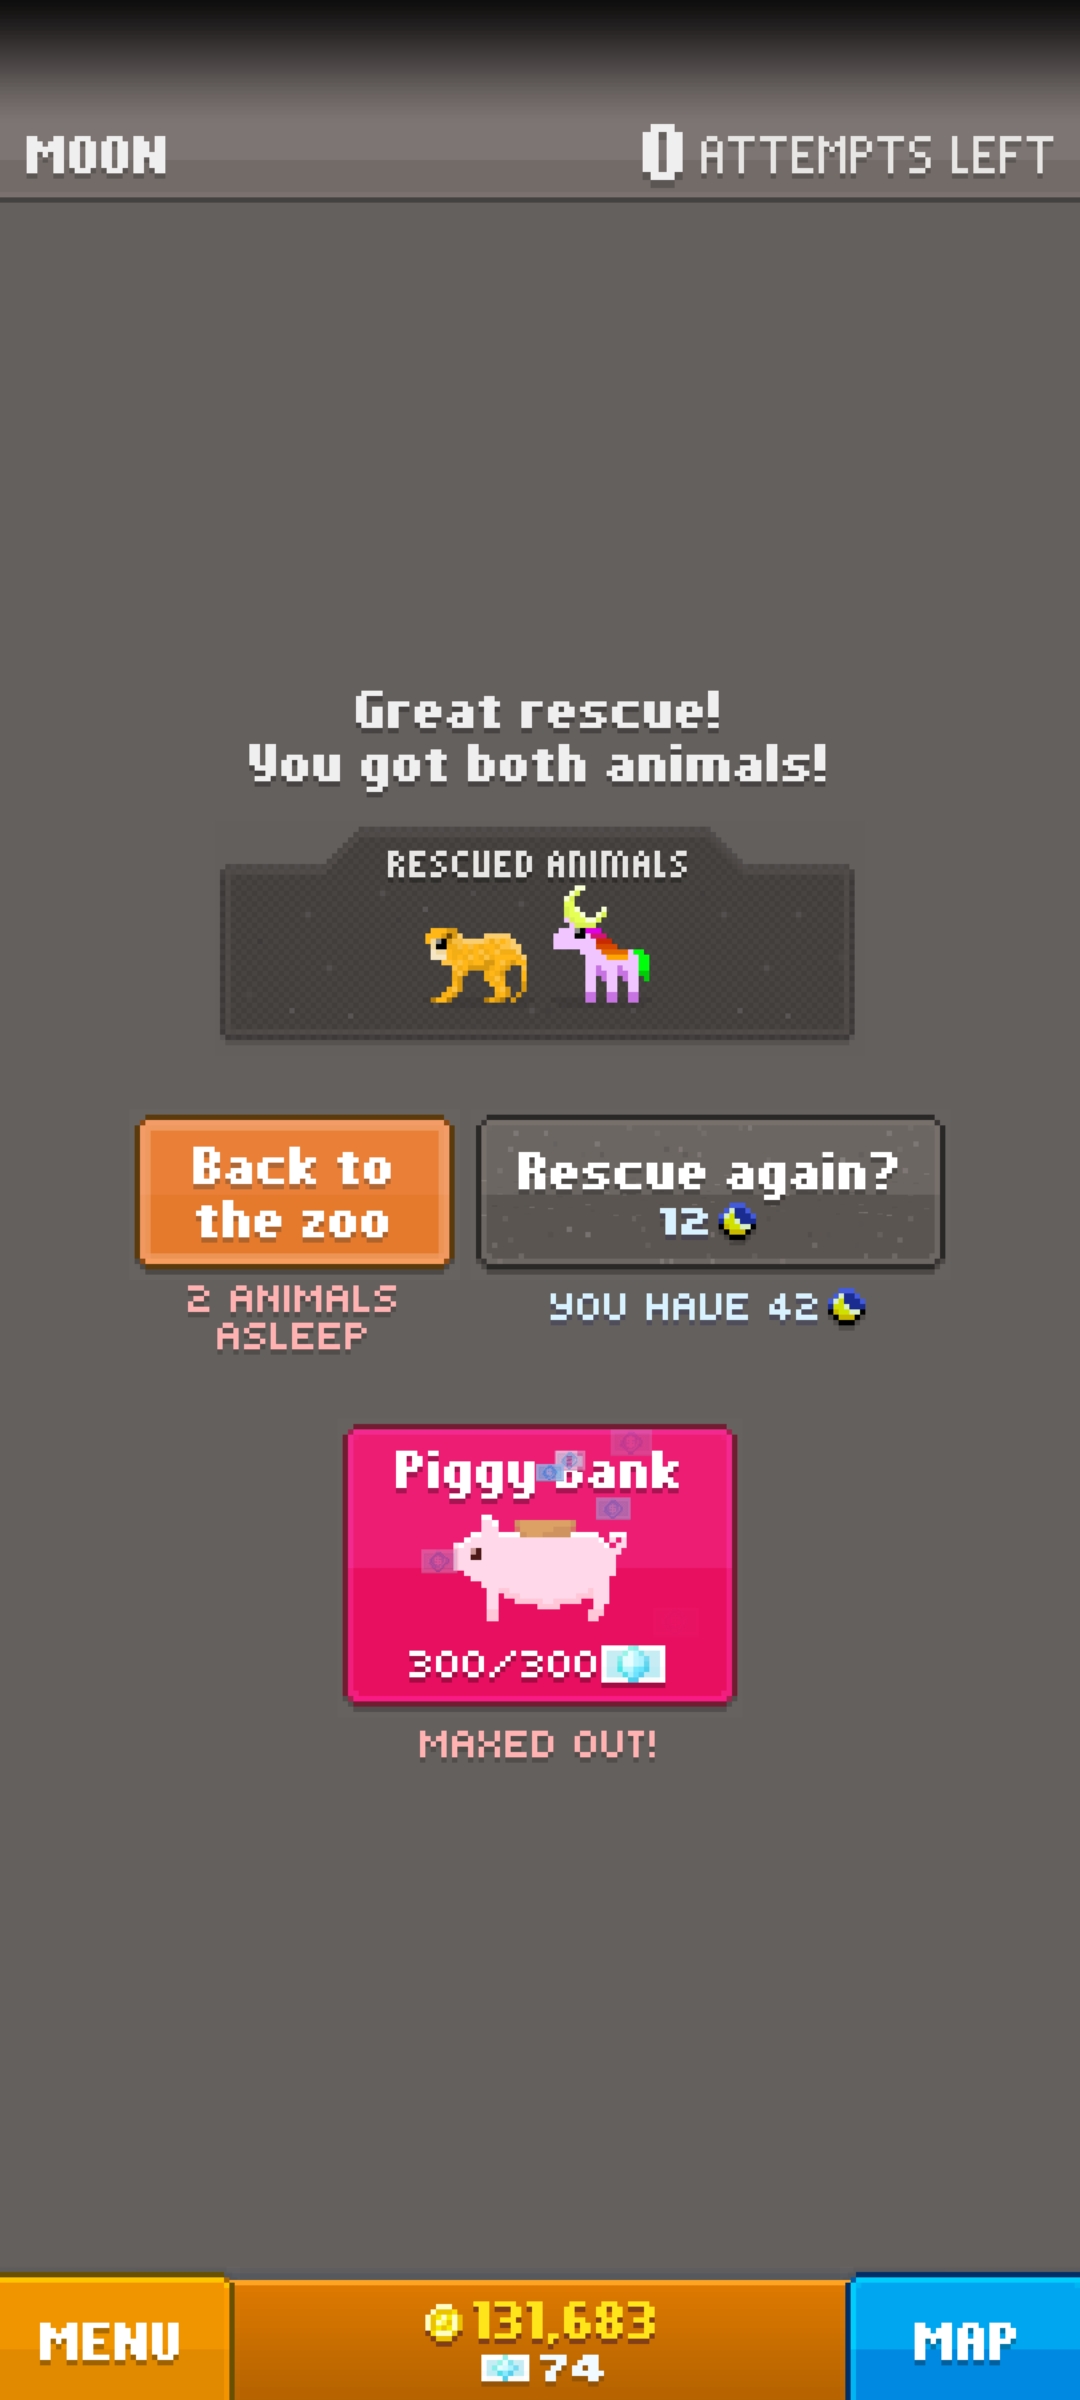 MOON
0 ATTEMPTS LEFT
Great rescue!
You got both animals!
RESCUED ANIMALS
Back to
the zoo
Rescue again?
12
2 ANIMALS
ASLEEP
YOU HAVE 42
Piggy bank
300/300
MAXED OUT!
MENU
131,683
74
MAP